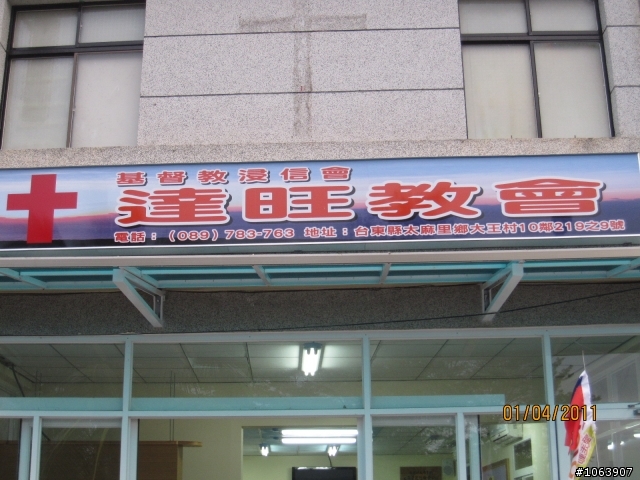 基督教浸信會
達旺教會
電話：（089）783-763 地址：台東縣太麻里鄉大王村10鄰219之9號
01/04/2011
#1063907